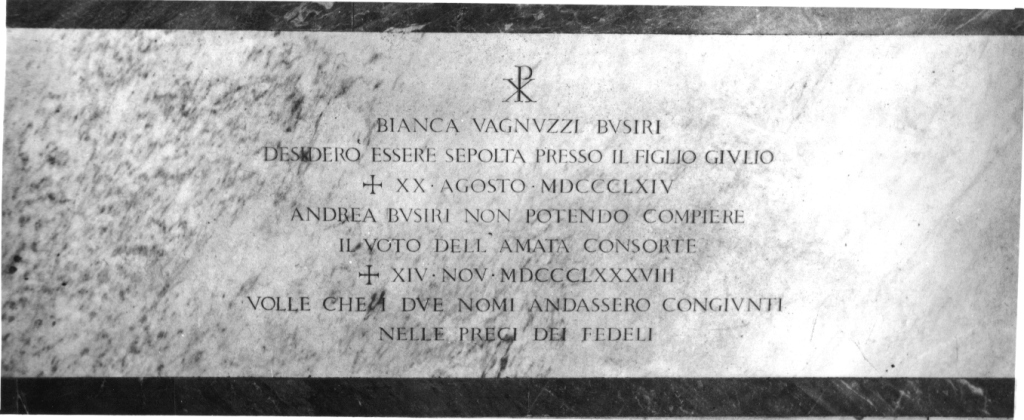 ☧
BIANCA VAGNVZZI BVSIRI
DESIDERÒ ESSERE SEPOLTA PRESSO IL FIGLIO GIVLIO
✝ XX · AGOSTO · MDCCCLXIV
ANDREA BVSIRI NON POTENDO COMPIERE
IL VOTO DELL'AMATA CONSORTE
✝ XIV · NOV · MDCCCLXXXVIII
VOLLE CHE I DVE NOMI ANDASSERO CONGIVNTI
NELLE PRECI DEI FEDELI